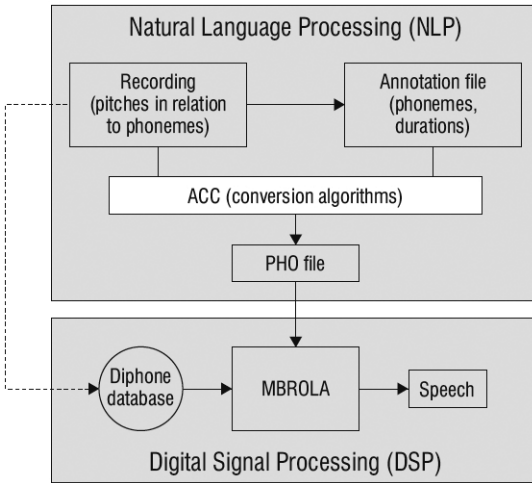 Natural Language Processing (NLP)
Recording
(pitches in relation
to phonemes)
Annotation file
(phonemes,
durations)
ACC (conversion algorithms)
PHO file
Diphone
database
MBROLA
Speech
Digital Signal Processing (DSP)